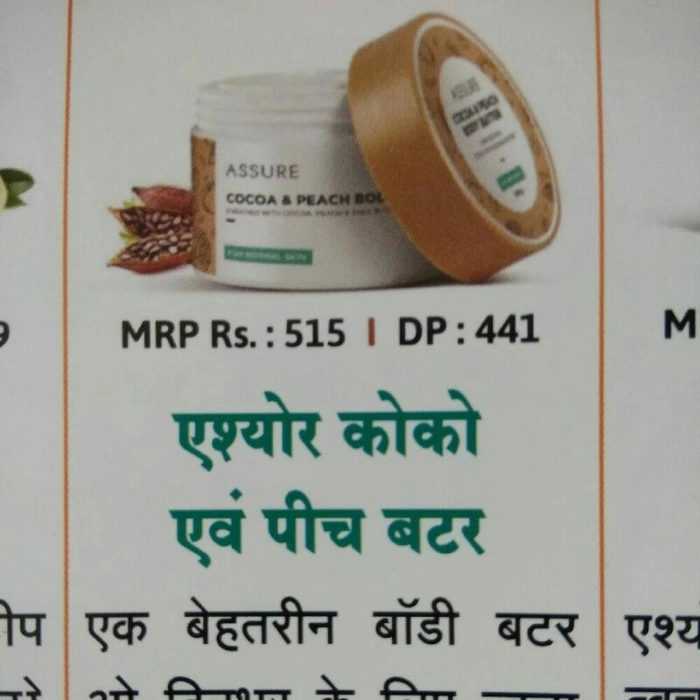 ASSURE
COCOA & PEACH
BODY BUTTER
ASSURE
COCOA & PEACH BOD
FOR NORMAL SKIN
MRP Rs. : 515 | DP : 441
एश्योर कोको
एवं पीच बटर
एक बेहतरीन बॉडी बटर